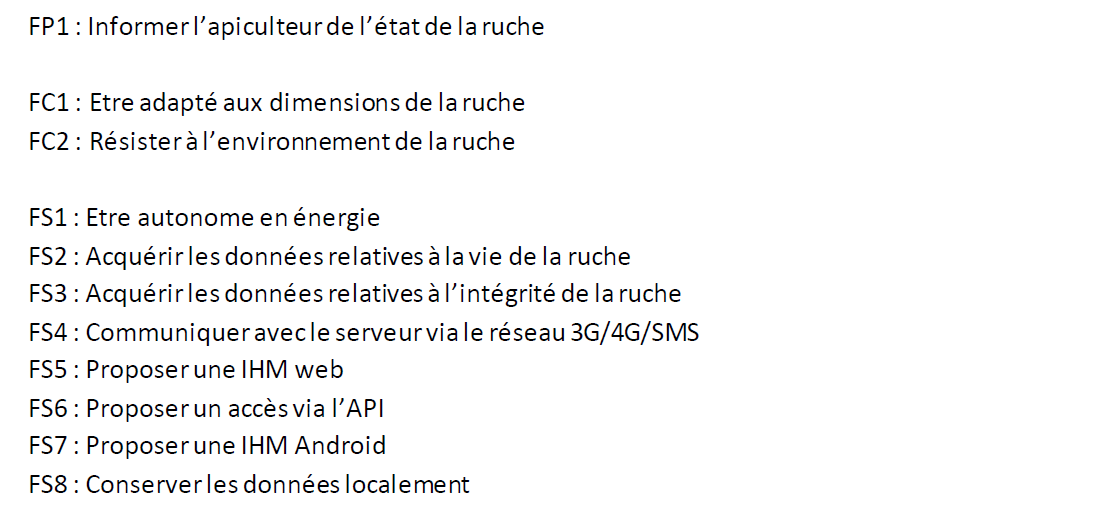 FP1 : Informer l’apiculteur de l’état de la ruche
FC1 : Etre adapté aux dimensions de la ruche
FC2 : Résister à l’environnement de la ruche
FS1 : Etre autonome en énergie
FS2 : Acquérir les données relatives à la vie de la ruche
FS3 : Acquérir les données relatives à l’intégrité de la ruche
FS4 : Communiquer avec le serveur via le réseau 3G/4G/SMS
FS5 : Proposer une IHM web
FS6 : Proposer un accès via l’API
FS7 : Proposer une IHM Android
FS8 : Conserver les données localement